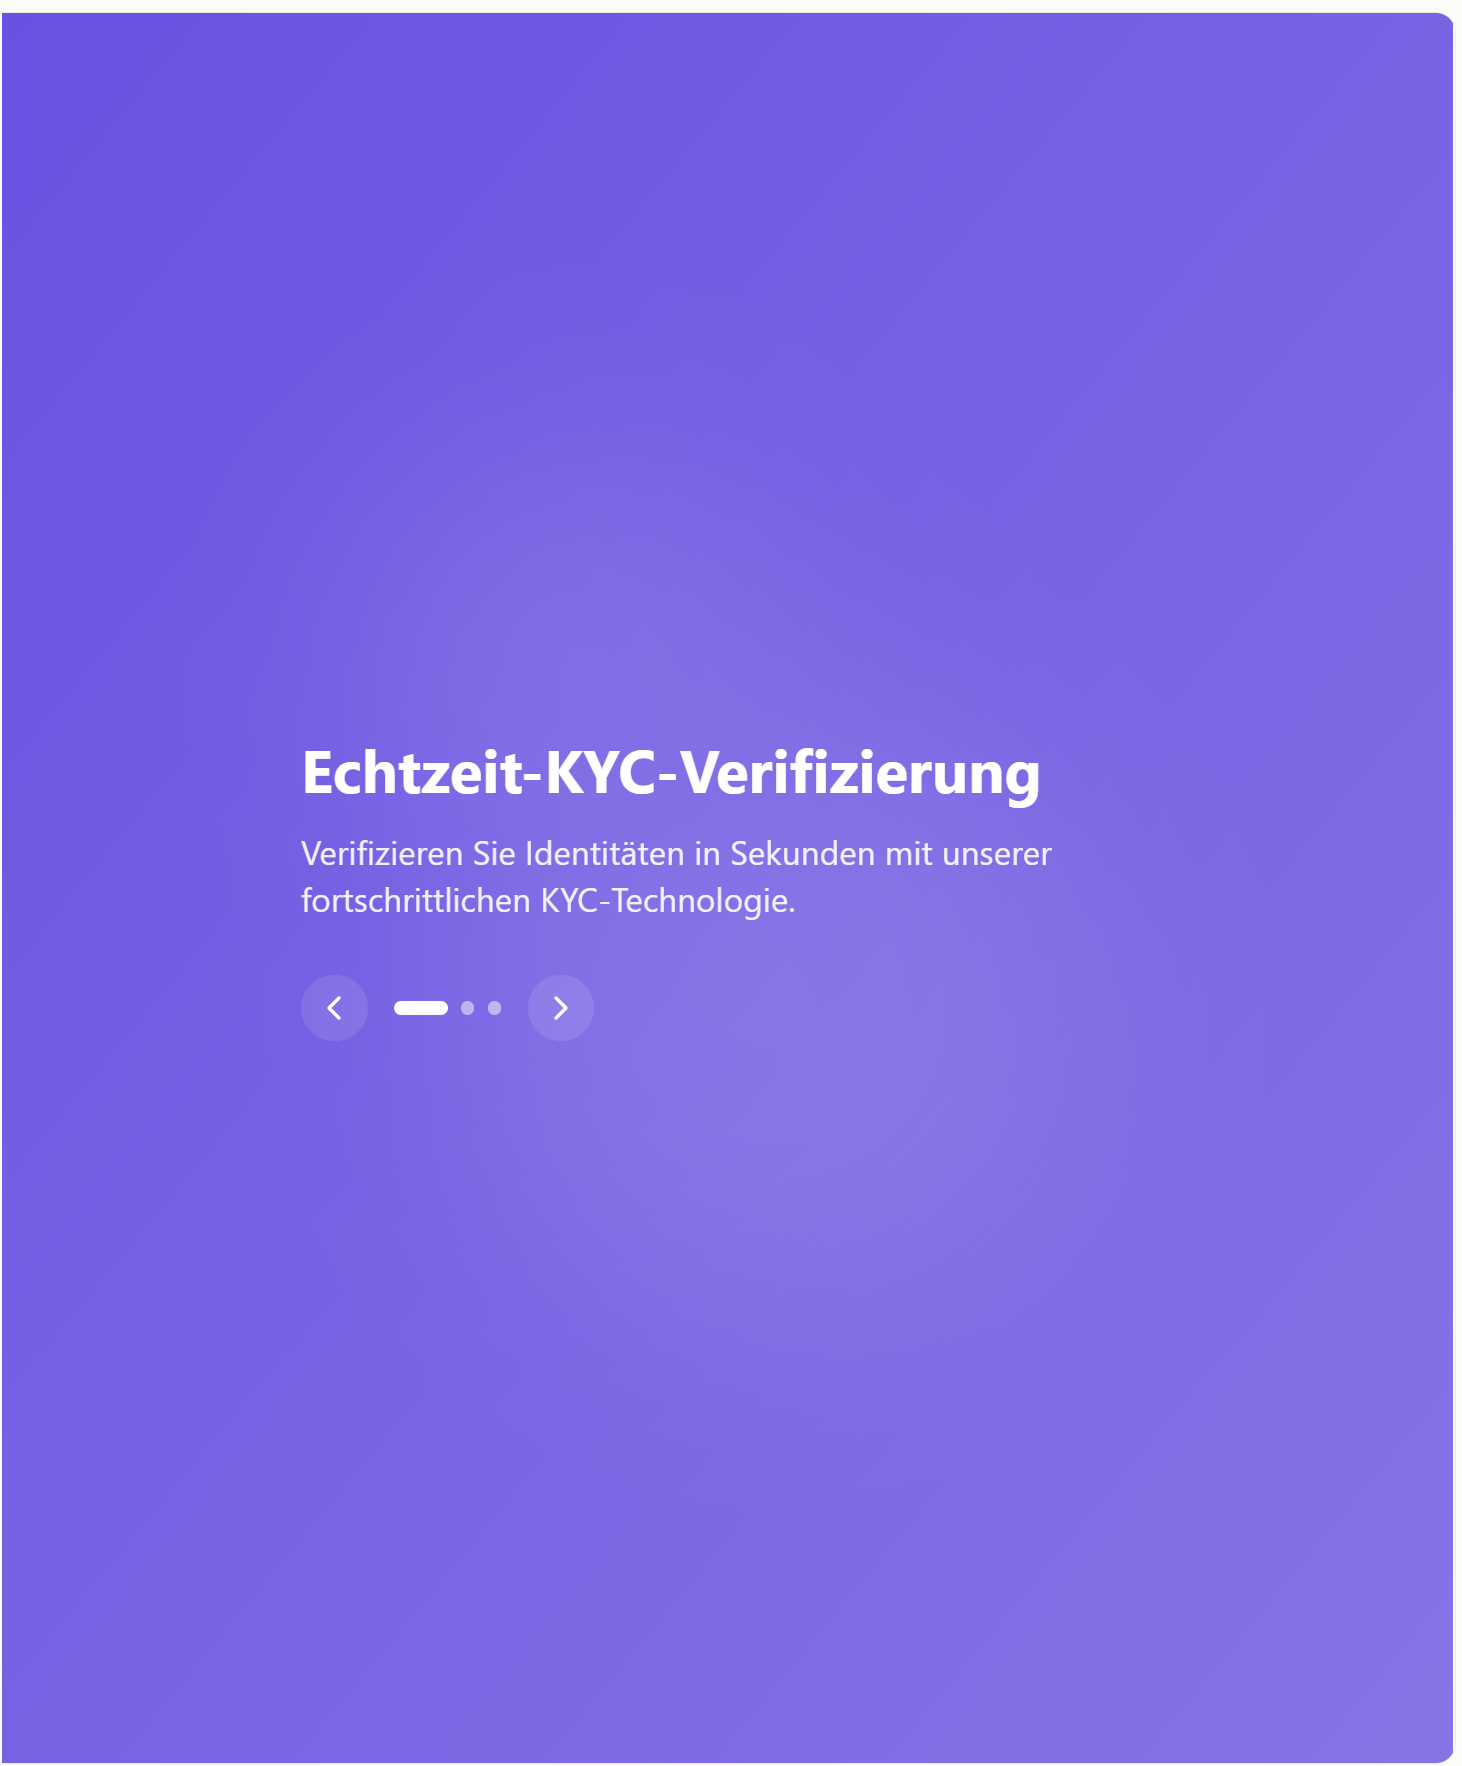 Echtzeit-KYC-Verifizierung
Verifizieren Sie Identitäten in Sekunden mit unserer
fortschrittlichen KYC-Technologie.